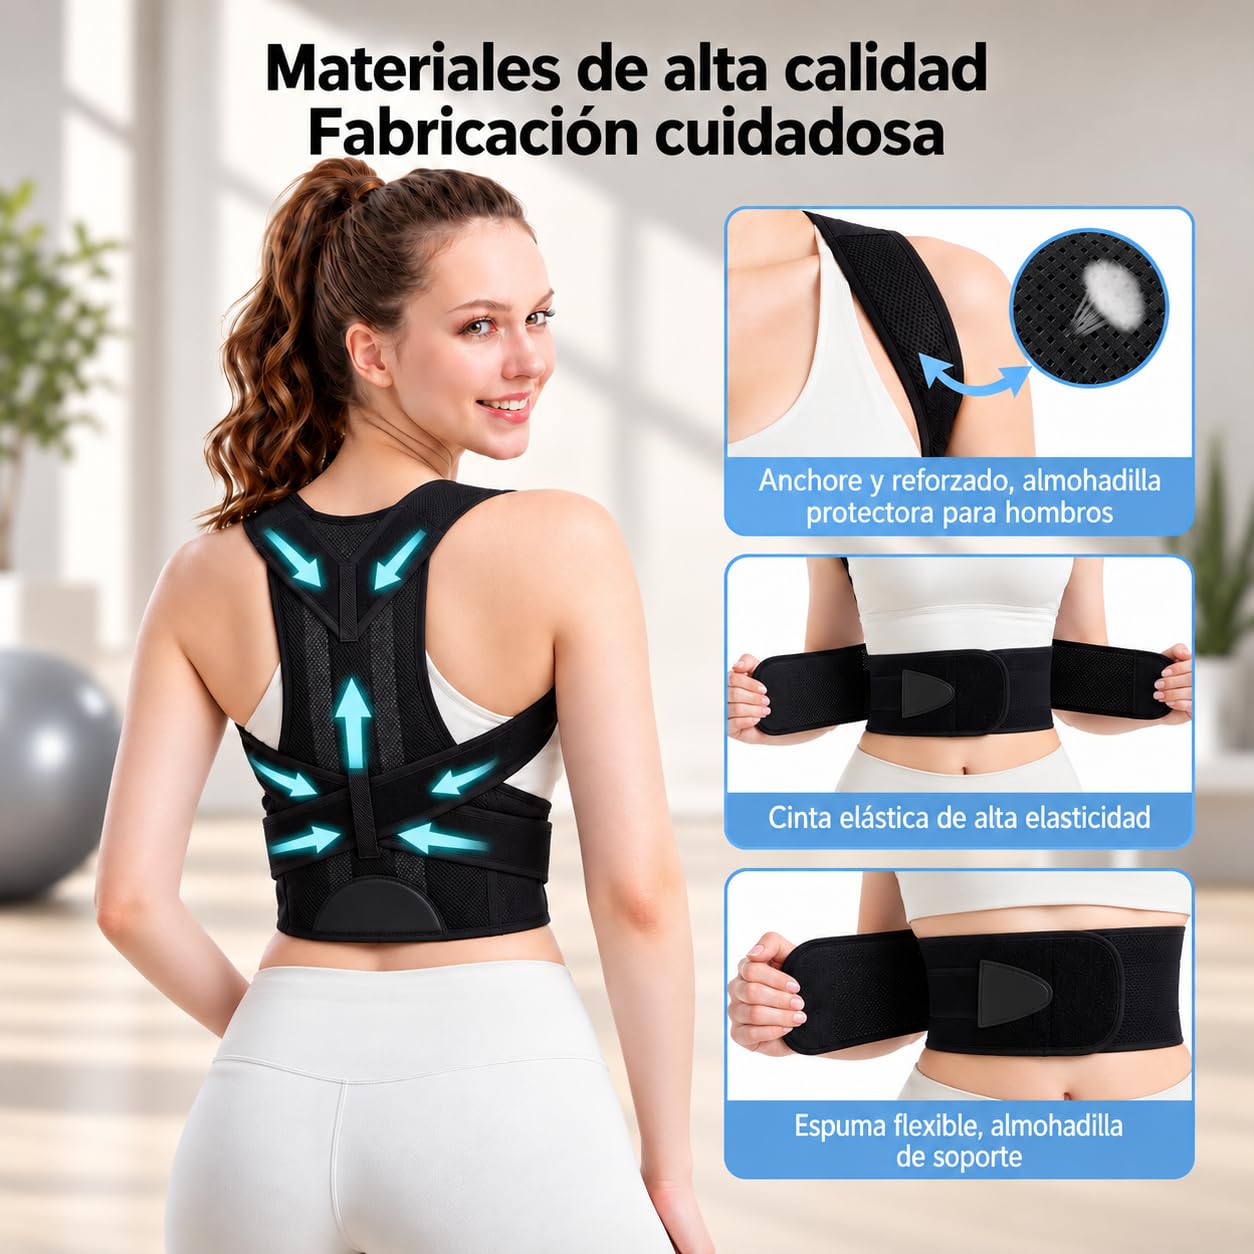 Materiales de alta calidad
Fabricación cuidadosa
Anchore y reforzado, almohadilla
protectora para hombros
Cinta elástica de alta elasticidad
Espuma flexible, almohadilla
de soporte